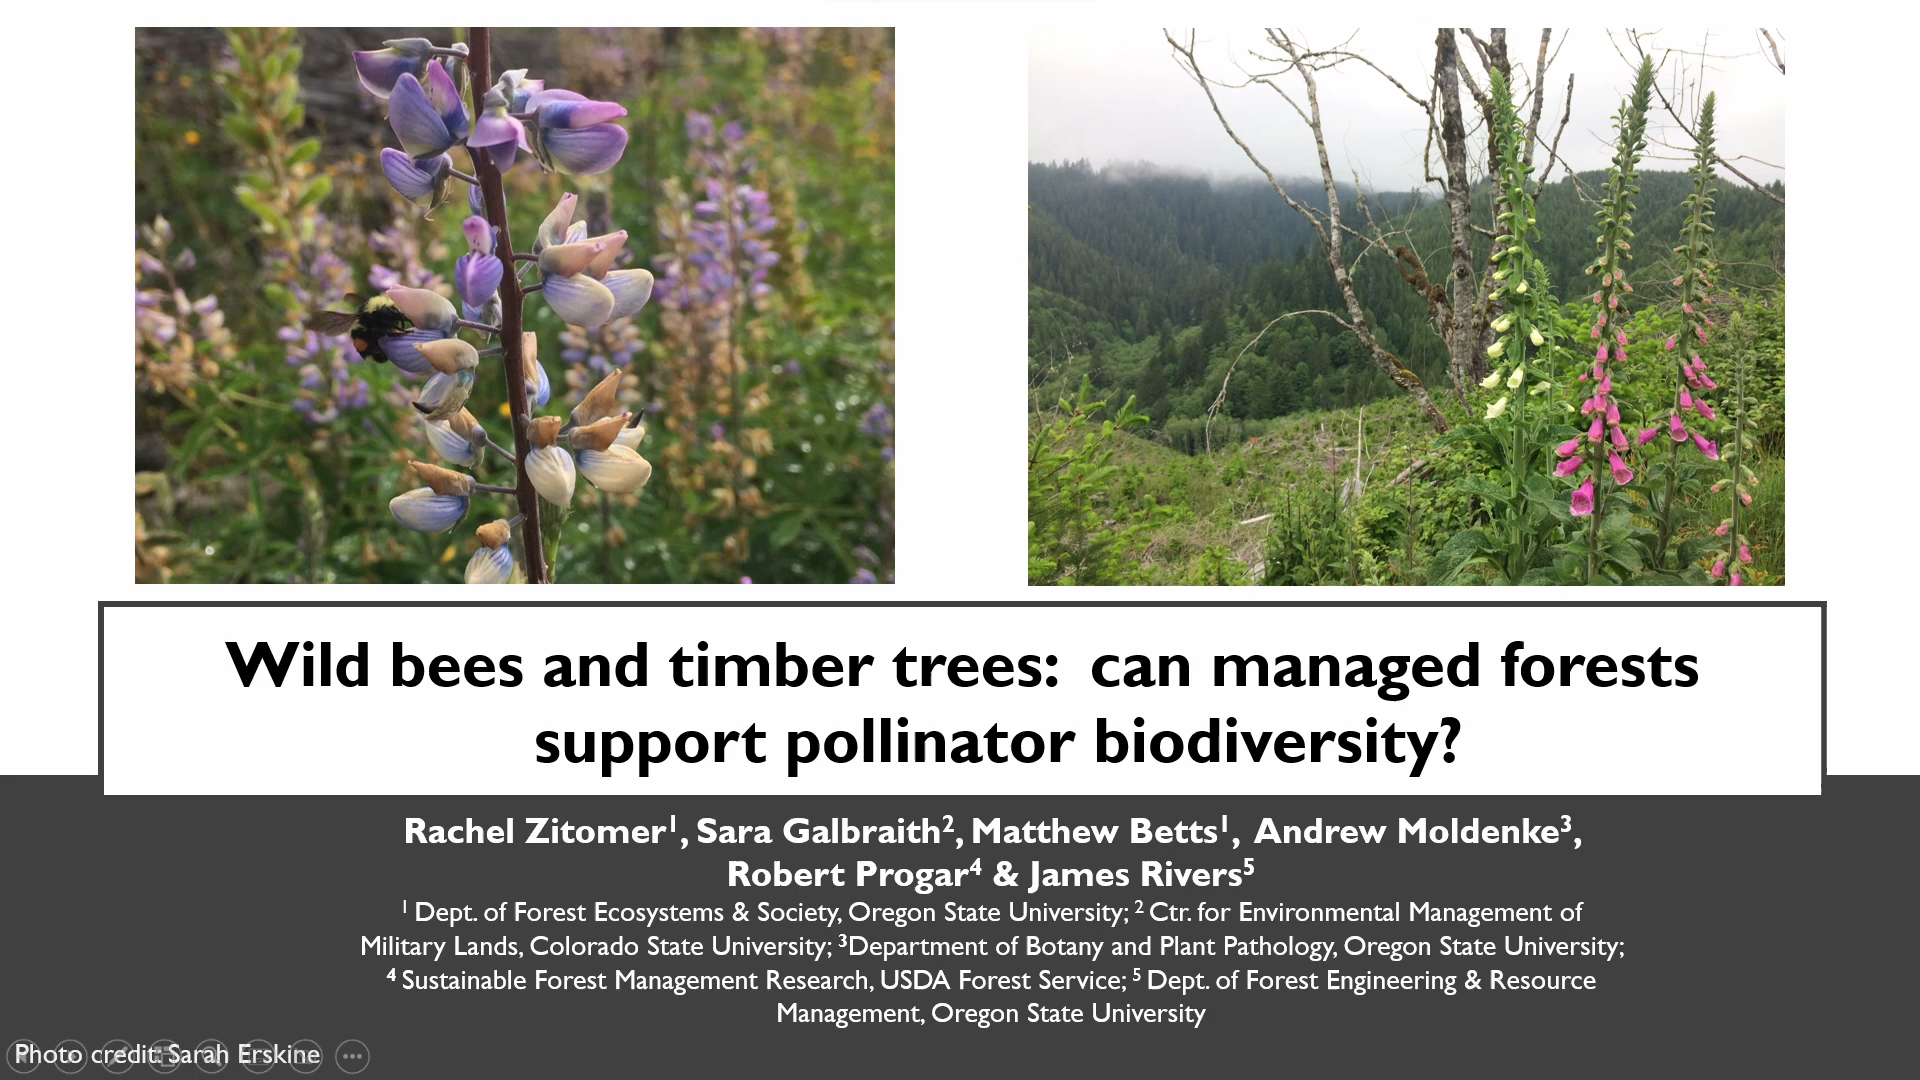 Wild bees and timber trees:  can managed forests
support pollinator biodiversity?
Rachel Zitomer¹, Sara Galbraith², Matthew Betts¹, Andrew Moldenke³,
Robert Progar⁴ & James Rivers⁵
¹ Dept. of Forest Ecosystems & Society, Oregon State University; ² Ctr. for Environmental Management of
Military Lands, Colorado State University; ³Department of Botany and Plant Pathology, Oregon State University;
⁴ Sustainable Forest Management Research, USDA Forest Service; ⁵ Dept. of Forest Engineering & Resource
Management, Oregon State University
Photo credit: Sarah Erskine